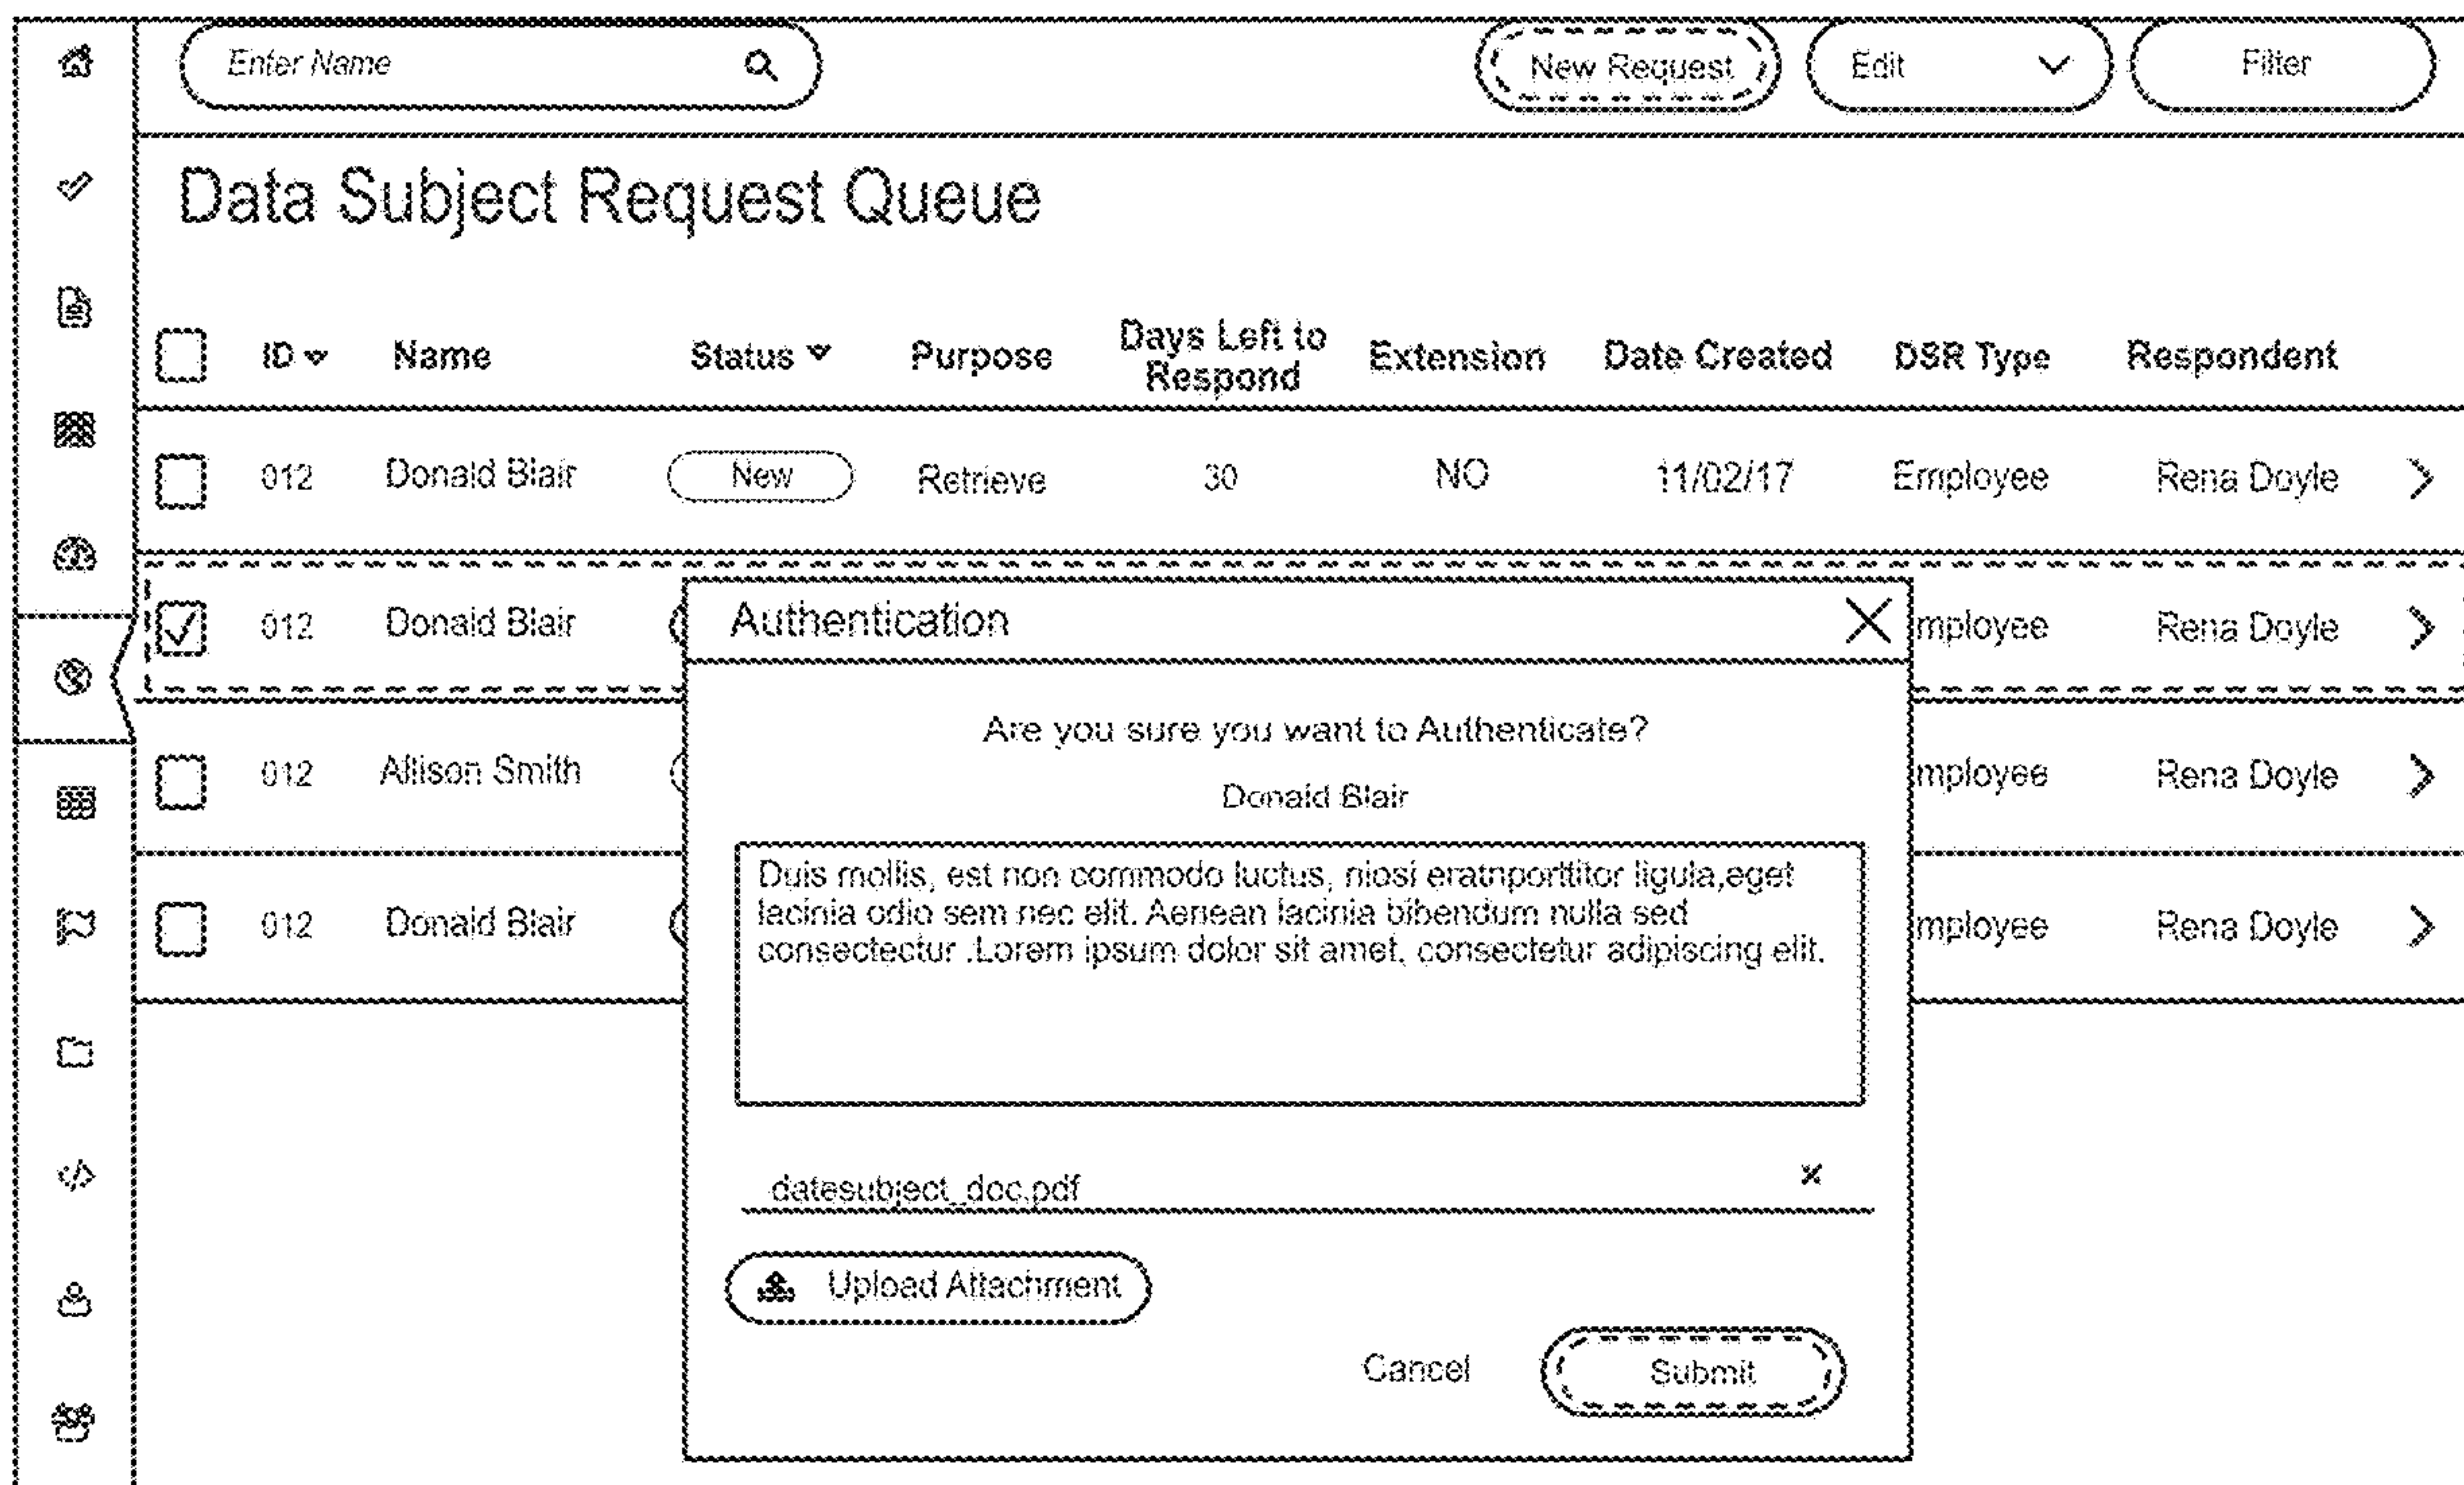 Enter Name
New Request
Edit
Filter
Data Subject Request Queue
ID Name Status Purpose Days Left to Respond Extension Date Created DSR Type Respondent
012 Donald Blair New Retrieve 30 NO 11/02/17 Employee Rena Doyle
012 Donald Blair mployee Rena Doyle
012 Allison Smith mployee Rena Doyle
012 Donald Blair mployee Rena Doyle
Authentication
Are you sure you want to Authenticate?
Donald Blair
Duis mollis, est non commodo luctus, niosi eratnporttitor ligula,eget
lacinia odio sem nec elit. Aenean lacinia bibendum nulla sed
consectectur .Lorem ipsum dolor sit amet, consectetur adipiscing elit.
datesubject_doc.pdf
Upload Attachment
Cancel
Submit